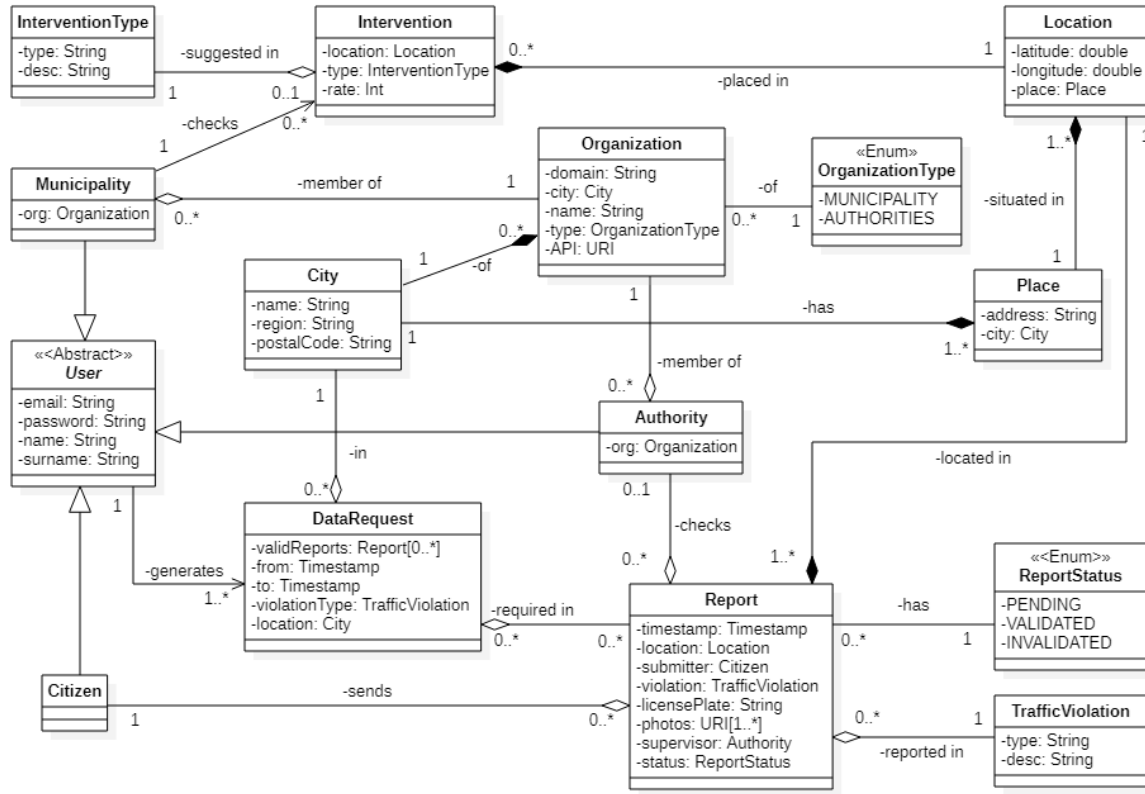 InterventionType
-type: String
-desc: String
-suggested in
1
0..1
Intervention
-location: Location
-type: InterventionType
-rate: Int
0..*
1
-placed in
Location
-latitude: double
-longitude: double
-place: Place
-checks
1
0..*
Municipality
-org: Organization
-member of
0..*
1
Organization
-domain: String
-city: City
-name: String
-type: OrganizationType
-API: URI
-of
0..*
1
«Enum»
OrganizationType
-MUNICIPALITY
-AUTHORITIES
1..*
-situated in
1
1
0..*
1
-of
City
-name: String
-region: String
-postalCode: String
-has
1
1..*
Place
-address: String
-city: City
1
-member of
0..*
Authority
-org: Organization
0..1
-checks
0..*
«<Abstract>»
User
-email: String
-password: String
-name: String
-surname: String
1
-in
0..*
1
-generates
1..*
DataRequest
-validReports: Report[0..*]
-from: Timestamp
-to: Timestamp
-violationType: TrafficViolation
-location: City
-required in
0..*
0..*
-located in
1..*
Report
-timestamp: Timestamp
-location: Location
-submitter: Citizen
-violation: TrafficViolation
-licensePlate: String
-photos: URI[1..*]
-supervisor: Authority
-status: ReportStatus
-has
0..*
1
«<Enum>»
ReportStatus
-PENDING
-VALIDATED
-INVALIDATED
Citizen
-sends
1
0..*
0..*
1
-reported in
TrafficViolation
-type: String
-desc: String